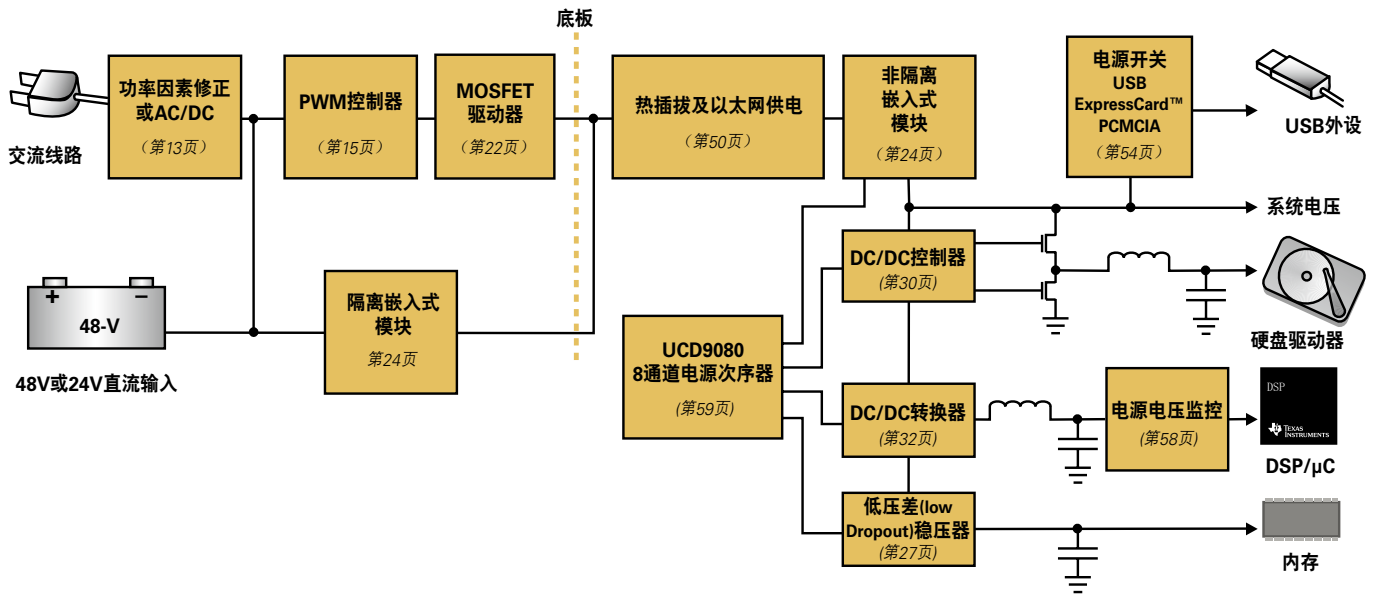 底板
功率因素修正
或AC/DC
（第13页）
交流线路
PWM控制器
（第15页）
MOSFET
驱动器
（第22页）
热插拔及以太网供电
（第50页）
非隔离
嵌入式
模块
（第24页）
电源开关
USB
ExpressCard™
PCMCIA
（第54页）
USB外设
系统电压
+
−
48-V
48V或24V直流输入
隔离嵌入式
模块
第24页
UCD9080
8通道电源次序器
(第59页)
DC/DC控制器
(第30页)
硬盘驱动器
DC/DC转换器
(第32页)
电源电压监控
(第58页)
DSP
TEXAS
INSTRUMENTS
DSP/µC
低压差(low
Dropout)稳压器
(第27页)
内存